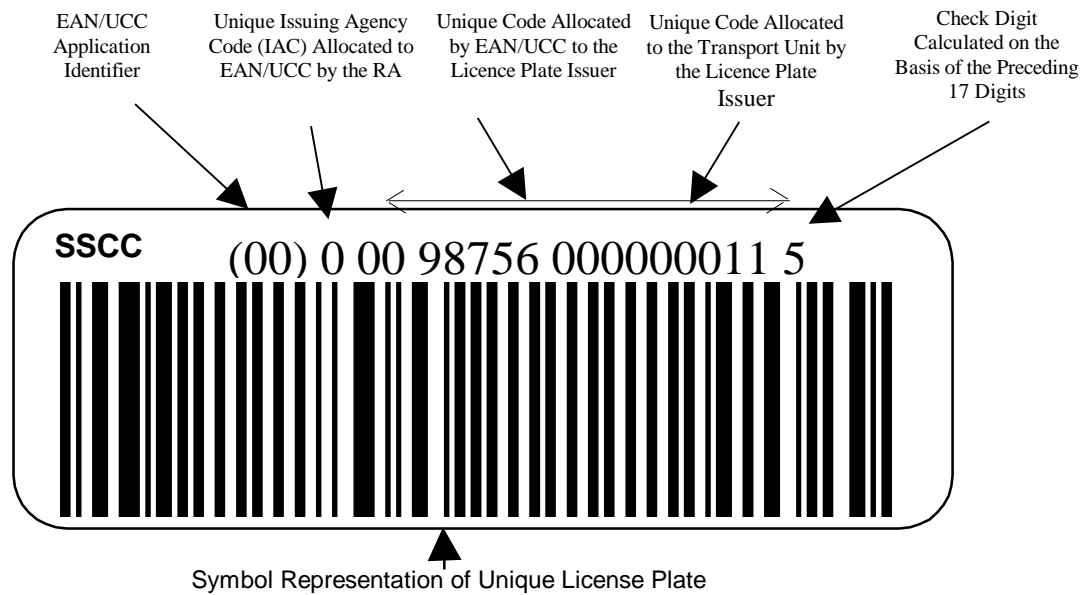 EAN/UCC
Application
Identifier
Unique Issuing Agency
Code (IAC) Allocated to
EAN/UCC by the RA
Unique Code Allocated
by EAN/UCC to the
Licence Plate Issuer
Unique Code Allocated
to the Transport Unit by
the Licence Plate
Issuer
Check Digit
Calculated on the
Basis of the Preceding
17 Digits
SSCC (00) 0 00 98756 000000011 5
Symbol Representation of Unique License Plate